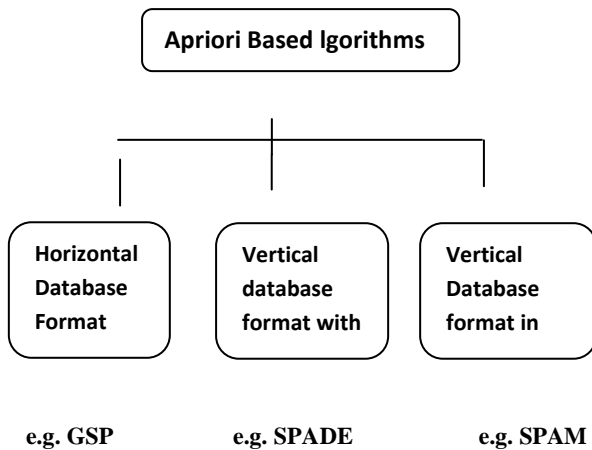 Apriori Based lgorithms
Horizontal
Database
Format
Vertical
database
format with
Vertical
Database
format in
e.g. GSP
e.g. SPADE
e.g. SPAM